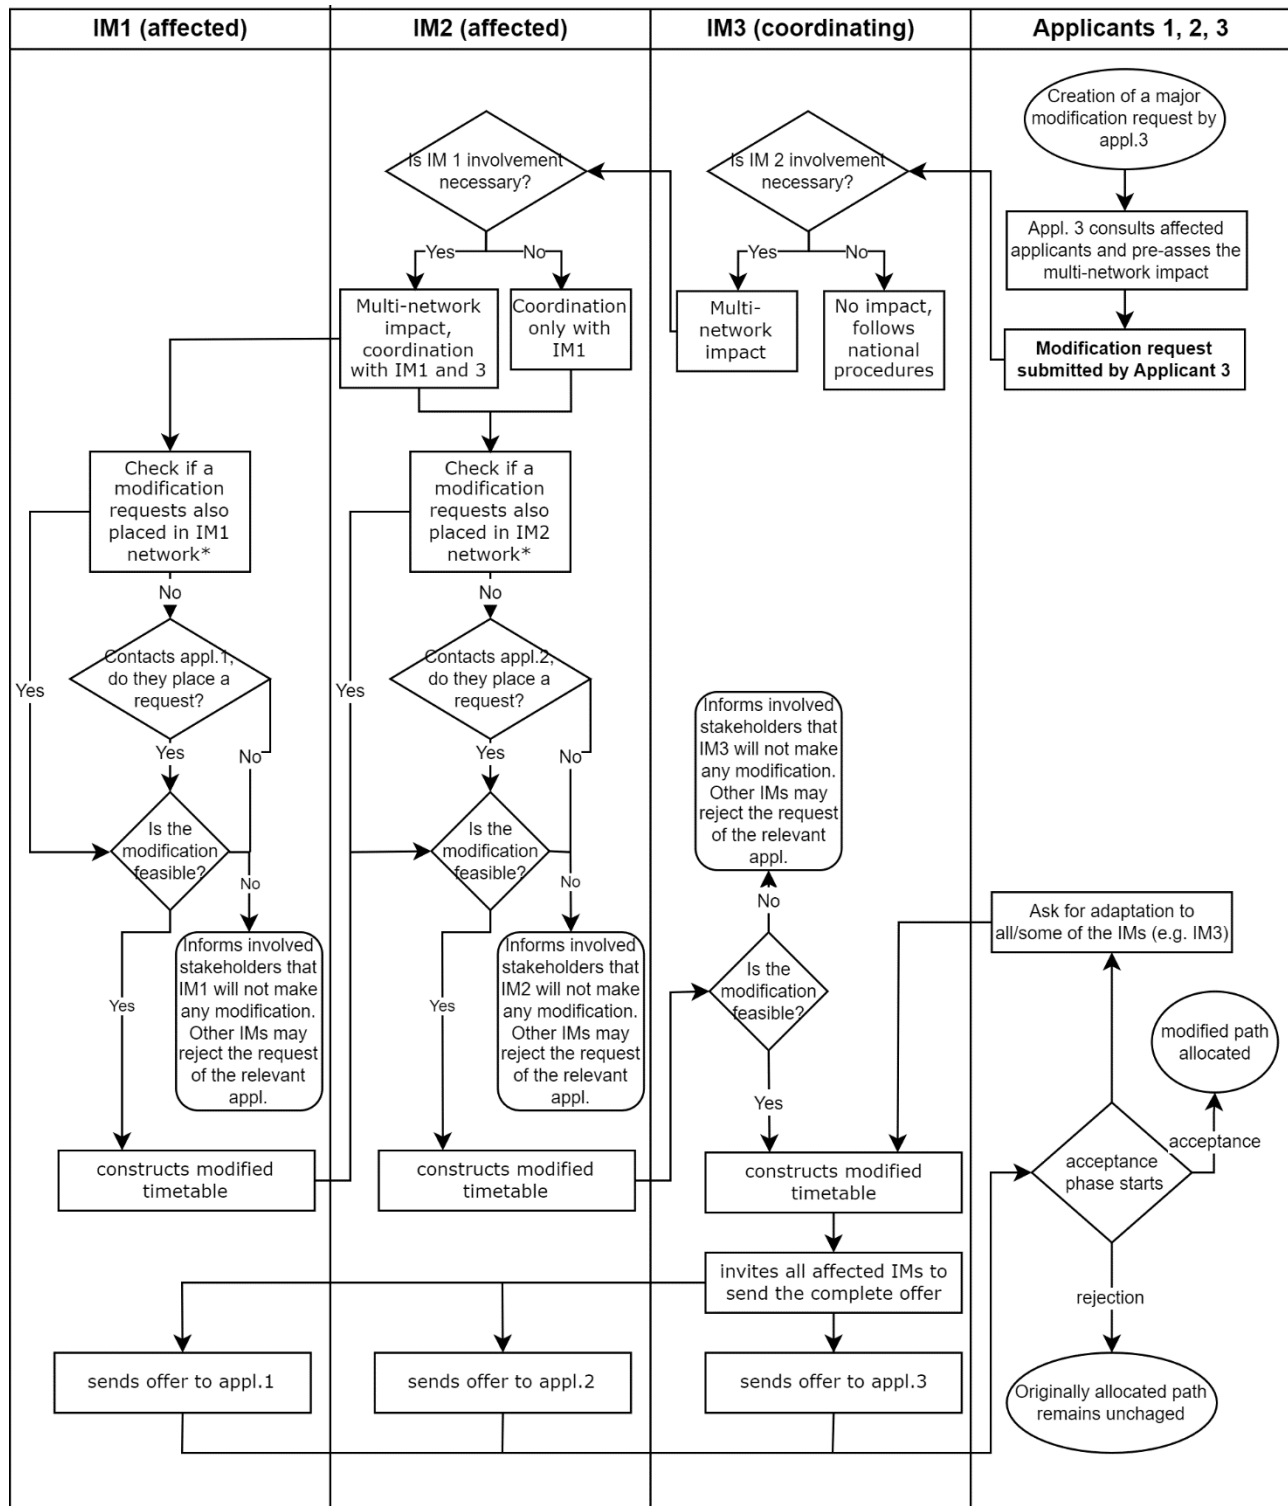 IM1 (affected)
IM2 (affected)
IM3 (coordinating)
Applicants 1, 2, 3
Creation of a major
modification request by
appl.3
Is IM 1 involvement
necessary?
Is IM 2 involvement
necessary?
Appl. 3 consults affected
applicants and pre-asses the
multi-network impact
Yes
No
Yes
No
Multi-network
impact,
coordination
with IM1 and 3
Coordination
only with
IM1
Multi-
network
impact
No impact,
follows
national
procedures
Modification request
submitted by Applicant 3
Check if a
modification
requests also
placed in IM1
network*
Check if a
modification
requests also
placed in IM2
network*
No
No
Contacts appl.1,
do they place a
request?
Contacts appl.2,
do they place a
request?
Yes
Yes
Informs involved
stakeholders that
IM3 will not make
any modification.
Other IMs may
reject the request
of the relevant
appl.
Yes
No
Yes
No
Is the
modification
feasible?
Is the
modification
feasible?
No
No
No
Ask for adaptation to
all/some of the IMs (e.g. IM3)
Informs involved
stakeholders that
IM1 will not make
any modification.
Other IMs may
reject the request
of the relevant
appl.
Informs involved
stakeholders that
IM2 will not make
any modification.
Other IMs may
reject the request
of the relevant
appl.
Is the
modification
feasible?
Yes
Yes
modified path
allocated
Yes
acceptance
constructs modified
timetable
constructs modified
timetable
constructs modified
timetable
acceptance
phase starts
invites all affected IMs to
send the complete offer
rejection
sends offer to appl.1
sends offer to appl.2
sends offer to appl.3
Originally allocated path
remains unchaged